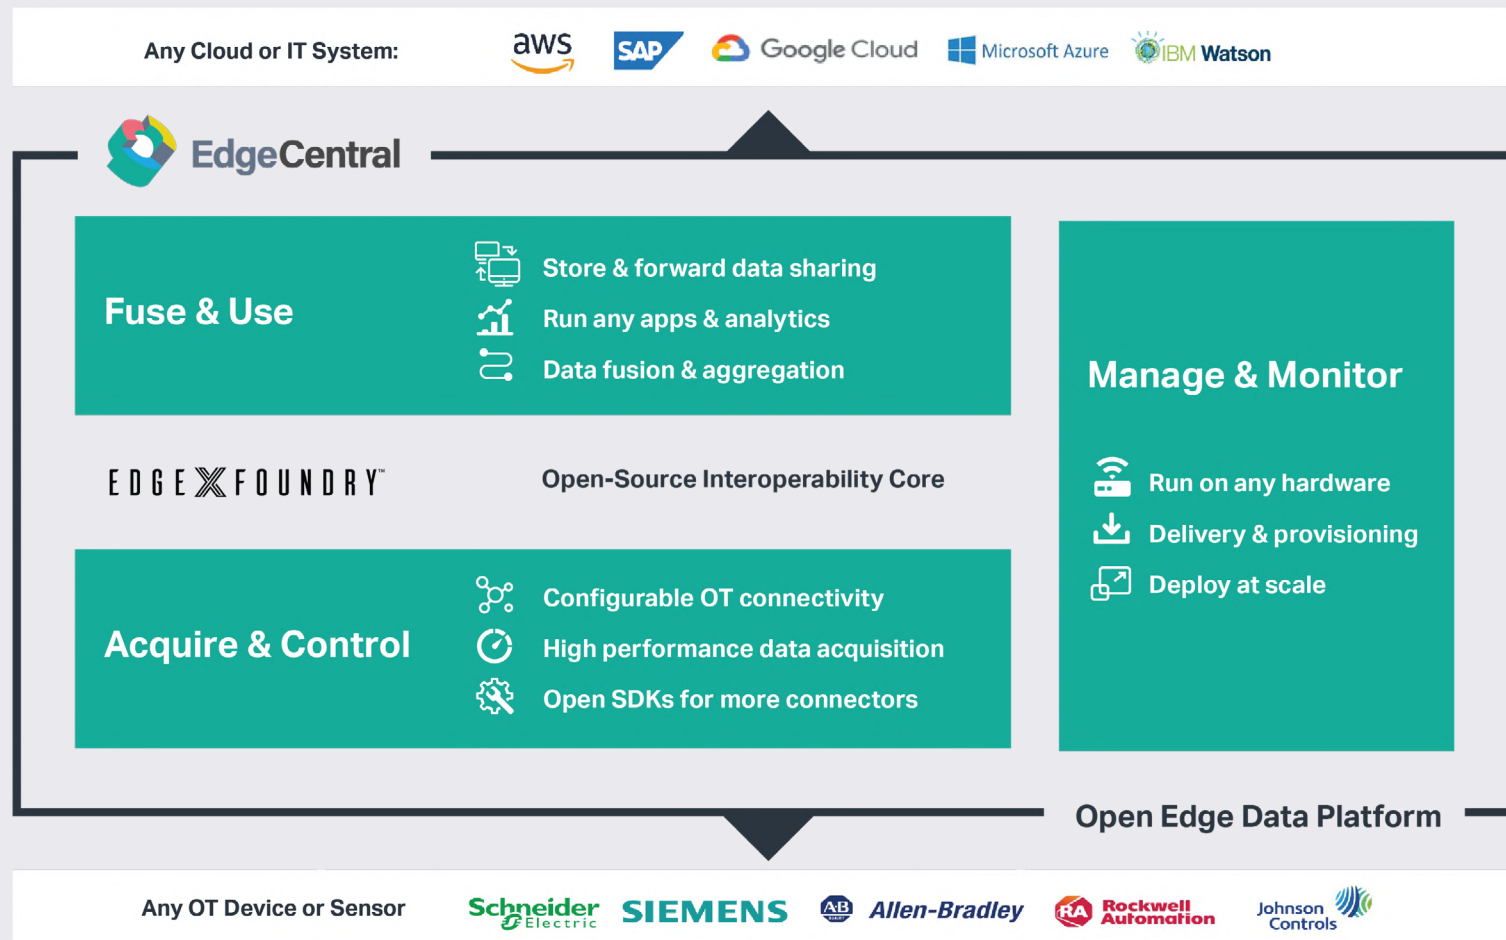 Any Cloud or IT System:
aws
SAP
Google Cloud
Microsoft Azure
IBM Watson
EdgeCentral
Fuse & Use
Store & forward data sharing
Run any apps & analytics
Data fusion & aggregation
EDGEXFOUNDRY™
Open-Source Interoperability Core
Acquire & Control
Configurable OT connectivity
High performance data acquisition
Open SDKs for more connectors
Manage & Monitor
Run on any hardware
Delivery & provisioning
Deploy at scale
Open Edge Data Platform
Any OT Device or Sensor
Schneider
Electric
SIEMENS
AB
Allen-Bradley
RA
Rockwell
Automation
Johnson
Controls